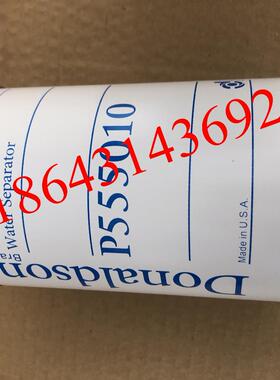 Donaldson
Made in U.S.A.
P555010
Water Separator
18643143692